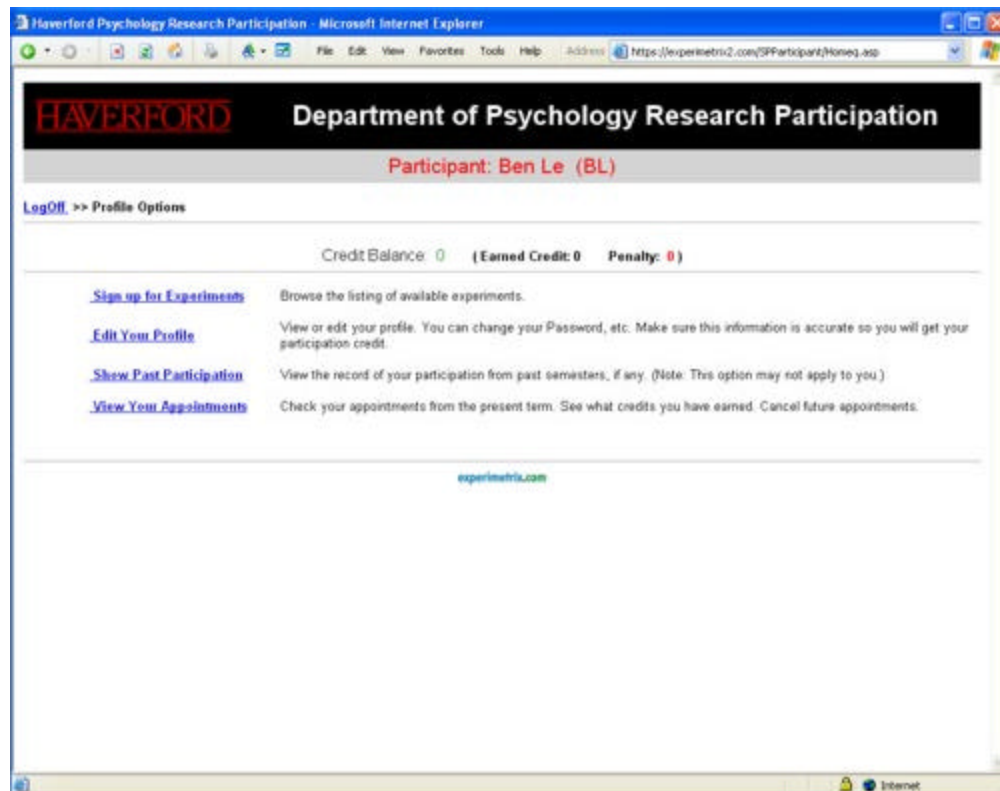 Haverford Psychology Research Participation - Microsoft Internet Explorer
File Edit View Favorites Tools Help Address https://experimetrix2.com/SPParticipant/Homeq.asp
HAVERFORD Department of Psychology Research Participation
Participant: Ben Le (BL)
LogOff >> Profile Options
Credit Balance: 0 ( Earned Credit: 0 Penalty: 0 )
Sign up for Experiments Browse the listing of available experiments.
Edit Your Profile View or edit your profile. You can change your Password, etc. Make sure this information is accurate so you will get your
participation credit.
Show Past Participation View the record of your participation from past semesters, if any. (Note: This option may not apply to you.)
View Your Appointments Check your appointments from the present term. See what credits you have earned. Cancel future appointments.
experimetrix.com
Internet